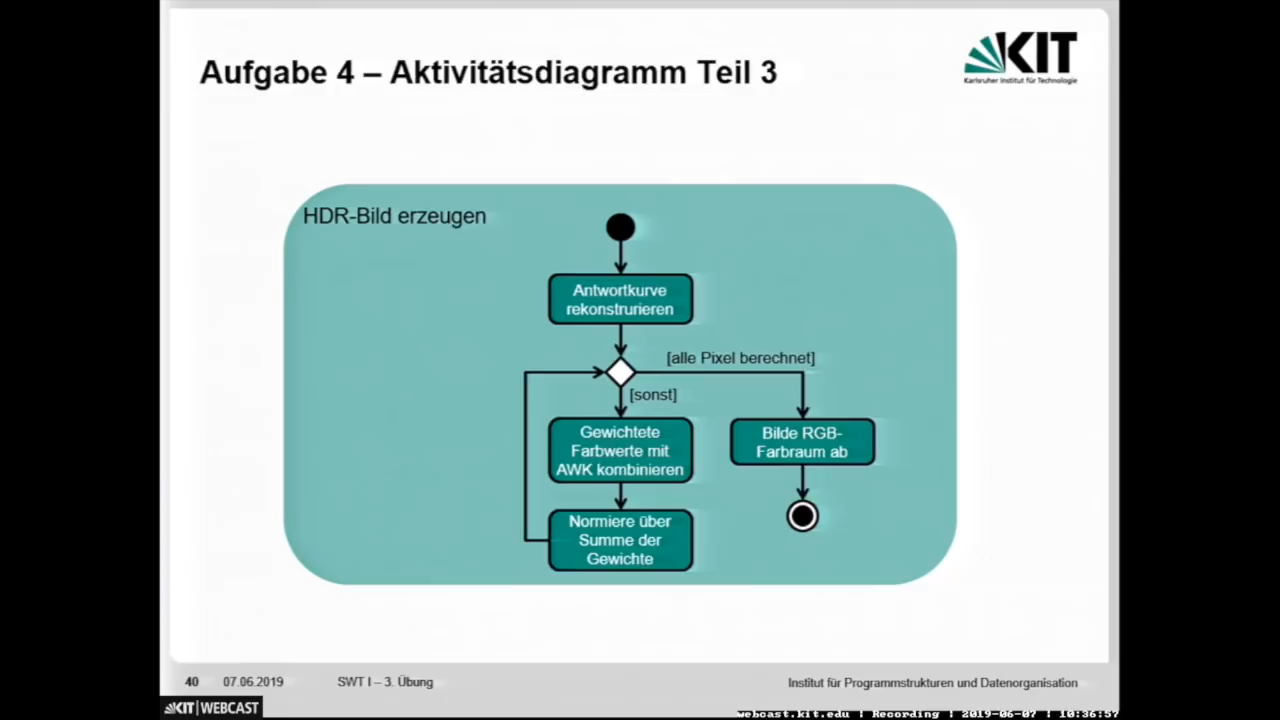 Aufgabe 4 – Aktivitätsdiagramm Teil 3
KIT
Karlsruher Institut für Technologie
HDR-Bild erzeugen
Antwortkurve
rekonstrurieren
[alle Pixel berechnet]
[sonst]
Gewichtete
Farbwerte mit
AWK kombinieren
Bilde RGB-
Farbraum ab
Normiere über
Summe der
Gewichte
40 07.06.2019 SWT I – 3. Übung Institut für Programmstrukturen und Datenorganisation
KIT | WEBCAST
webcast.kit.edu | Recording | 2019-06-07 | 10:36:57